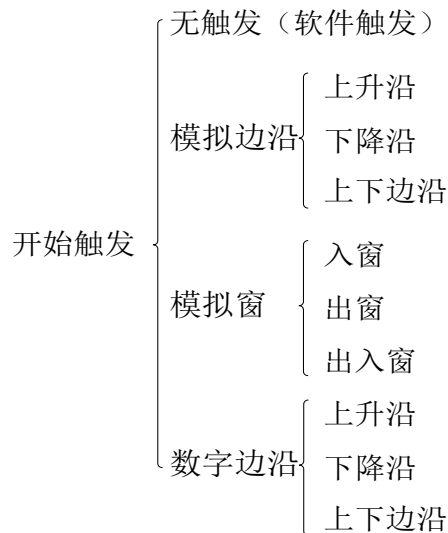 无触发（软件触发）
上升沿
模拟边沿
下降沿
上下边沿
开始触发
入窗
模拟窗
出窗
出入窗
上升沿
数字边沿
下降沿
上下边沿